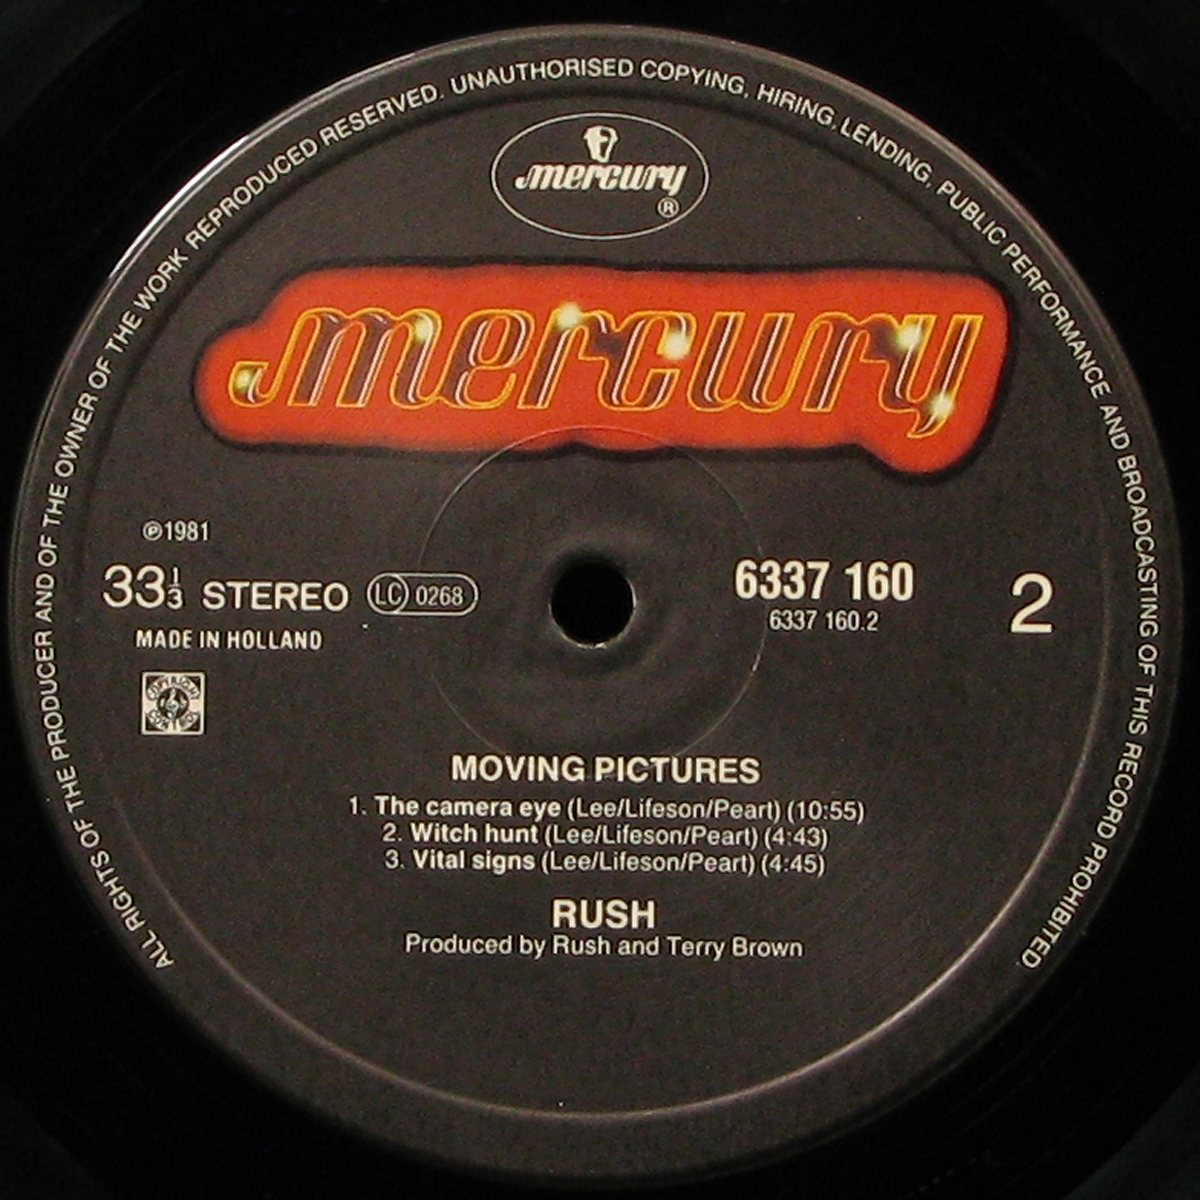 ALL RIGHTS OF THE PRODUCER AND OF THE OWNER OF THE WORK REPRODUCED RESERVED. UNAUTHORISED COPYING, HIRING, LENDING, PUBLIC PERFORMANCE AND BROADCASTING OF THIS RECORD PROHIBITED
mercury
®
mercury
℗1981
33⅓ STEREO LC 0268
MADE IN HOLLAND
COPYRIGHT CONTROL
6337 160
6337 160.2
2
MOVING PICTURES
1. The camera eye (Lee/Lifeson/Peart) (10:55)
2. Witch hunt (Lee/Lifeson/Peart) (4:43)
3. Vital signs (Lee/Lifeson/Peart) (4:45)
RUSH
Produced by Rush and Terry Brown